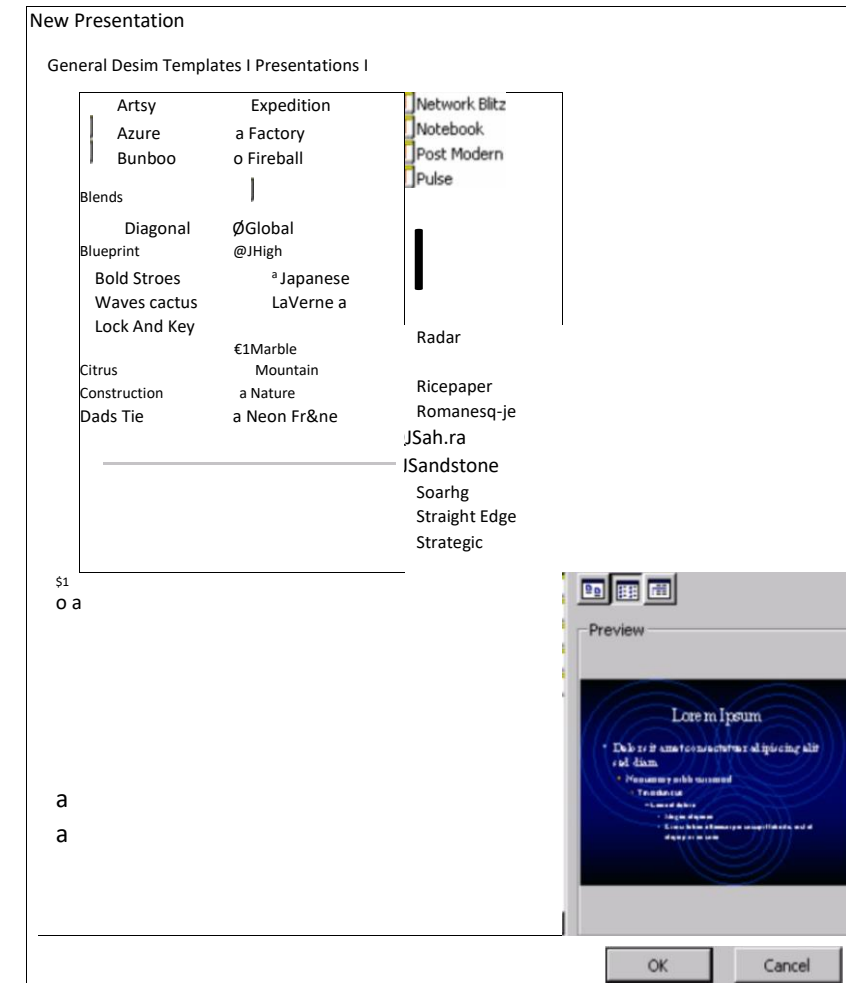 New Presentation
General Desim Templates I Presentations I
Artsy Expedition
Azure a Factory
Bunboo o Fireball
Blends
Diagonal ØGlobal
Blueprint @JHigh
Bold Stroes a Japanese
Waves cactus LaVerne a
Lock And Key
€1Marble
Citrus Mountain
Construction a Nature
Dads Tie a Neon Fr&ne
Network Blitz
Notebook
Post Modern
Pulse
Radar
Ricepaper
Romanesq-je
JSah.ra
JSandstone
Soarhg
Straight Edge
Strategic
$1
o a
a
a
Preview
Lorem Ipsum
sed diam
OK Cancel